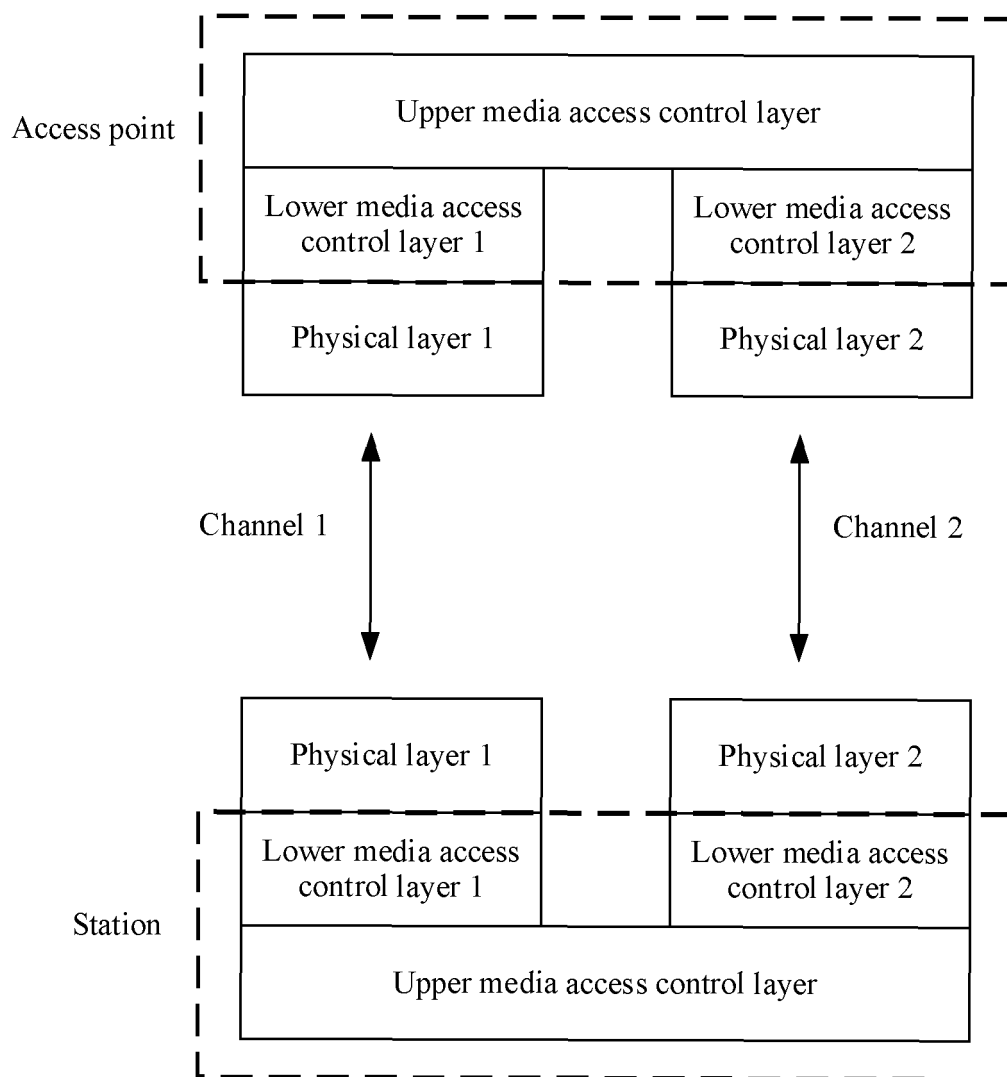 Upper media access control layer
Access point
Lower media access
control layer 1
Lower media access
control layer 2
Physical layer 1
Physical layer 2
Channel 1
Channel 2
Physical layer 1
Physical layer 2
Lower media access
control layer 1
Lower media access
control layer 2
Station
Upper media access control layer